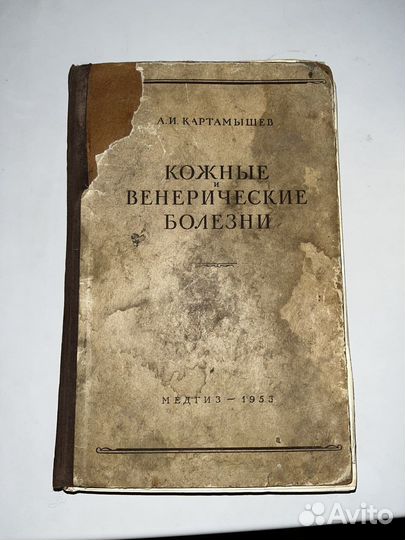 А.И. КАРТАМЫШЕВ
КОЖНЫЕ
И
ВЕНЕРИЧЕСКИЕ
БОЛЕЗНИ
МЕДГИЗ — 1953
Avito